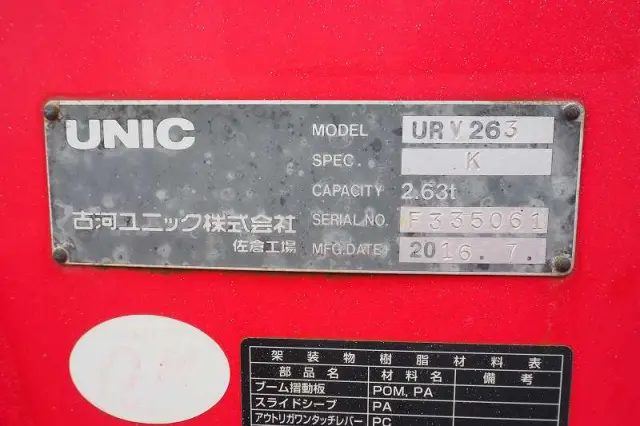 UNIC
MODEL URV263
SPEC. K
CAPACITY 2.63t
古河ユニック株式会社
佐倉工場
SERIAL NO. F335061
MFG.DATE 2016.7.
架装物樹脂材料表
部品名 材料名 備考
ブーム摺動板 POM, PA
スライドシーブ PA
アウトリガワンタッチレバー PC